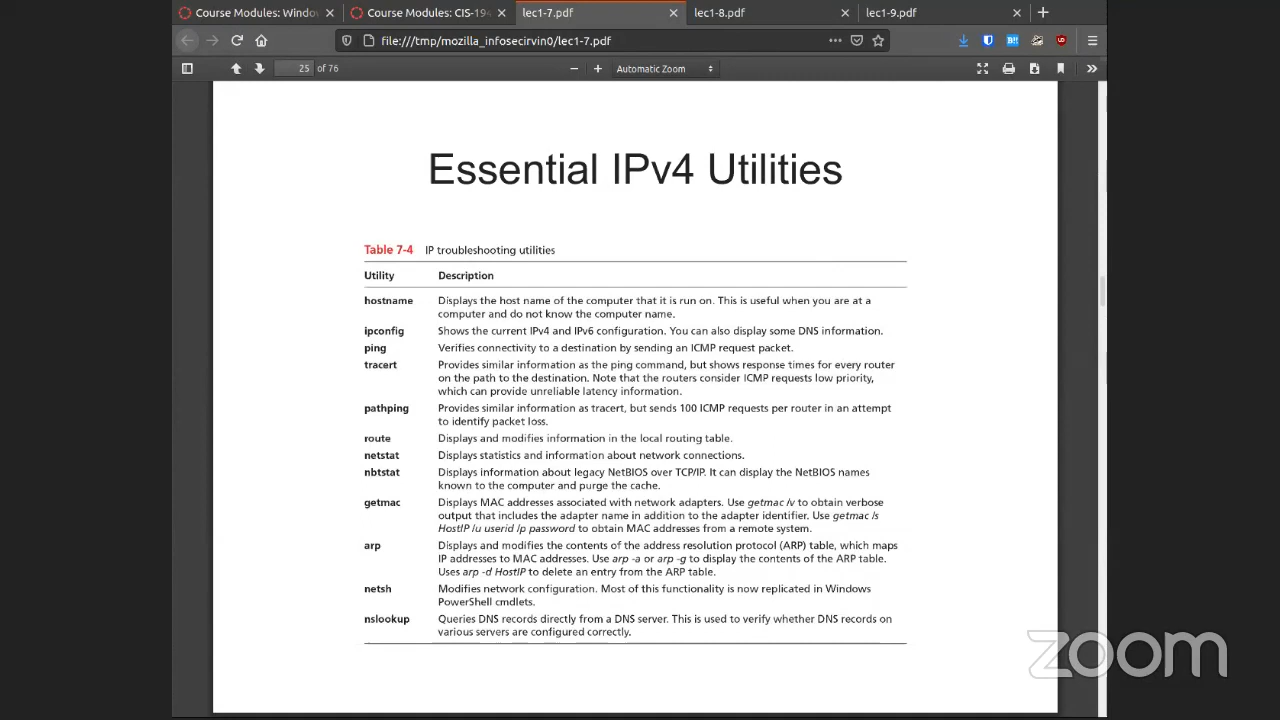 Course Modules: Windo
Course Modules: CIS-194
lec1-7.pdf
lec1-8.pdf
lec1-9.pdf
file:///tmp/mozilla_infosecirvin0/lec1-7.pdf
25 of 76
Automatic Zoom
Essential IPv4 Utilities
Table 7-4 IP troubleshooting utilities
Utility Description
hostname Displays the host name of the computer that it is run on. This is useful when you are at a
computer and do not know the computer name.
ipconfig Shows the current IPv4 and IPv6 configuration. You can also display some DNS information.
ping Verifies connectivity to a destination by sending an ICMP request packet.
tracert Provides similar information as the ping command, but shows response times for every router
on the path to the destination. Note that the routers consider ICMP requests low priority,
which can provide unreliable latency information.
pathping Provides similar information as tracert, but sends 100 ICMP requests per router in an attempt
to identify packet loss.
route Displays and modifies information in the local routing table.
netstat Displays statistics and information about network connections.
nbtstat Displays information about legacy NetBIOS over TCP/IP. It can display the NetBIOS names
known to the computer and purge the cache.
getmac Displays MAC addresses associated with network adapters. Use getmac /v to obtain verbose
output that includes the adapter name in addition to the adapter identifier. Use getmac /s
HostIP /u userid /p password to obtain MAC addresses from a remote system.
arp Displays and modifies the contents of the address resolution protocol (ARP) table, which maps
IP addresses to MAC addresses. Use arp -a or arp -g to display the contents of the ARP table.
Uses arp -d HostIP to delete an entry from the ARP table.
netsh Modifies network configuration. Most of this functionality is now replicated in Windows
PowerShell cmdlets.
nslookup Queries DNS records directly from a DNS server. This is used to verify whether DNS records on
various servers are configured correctly.
zoom